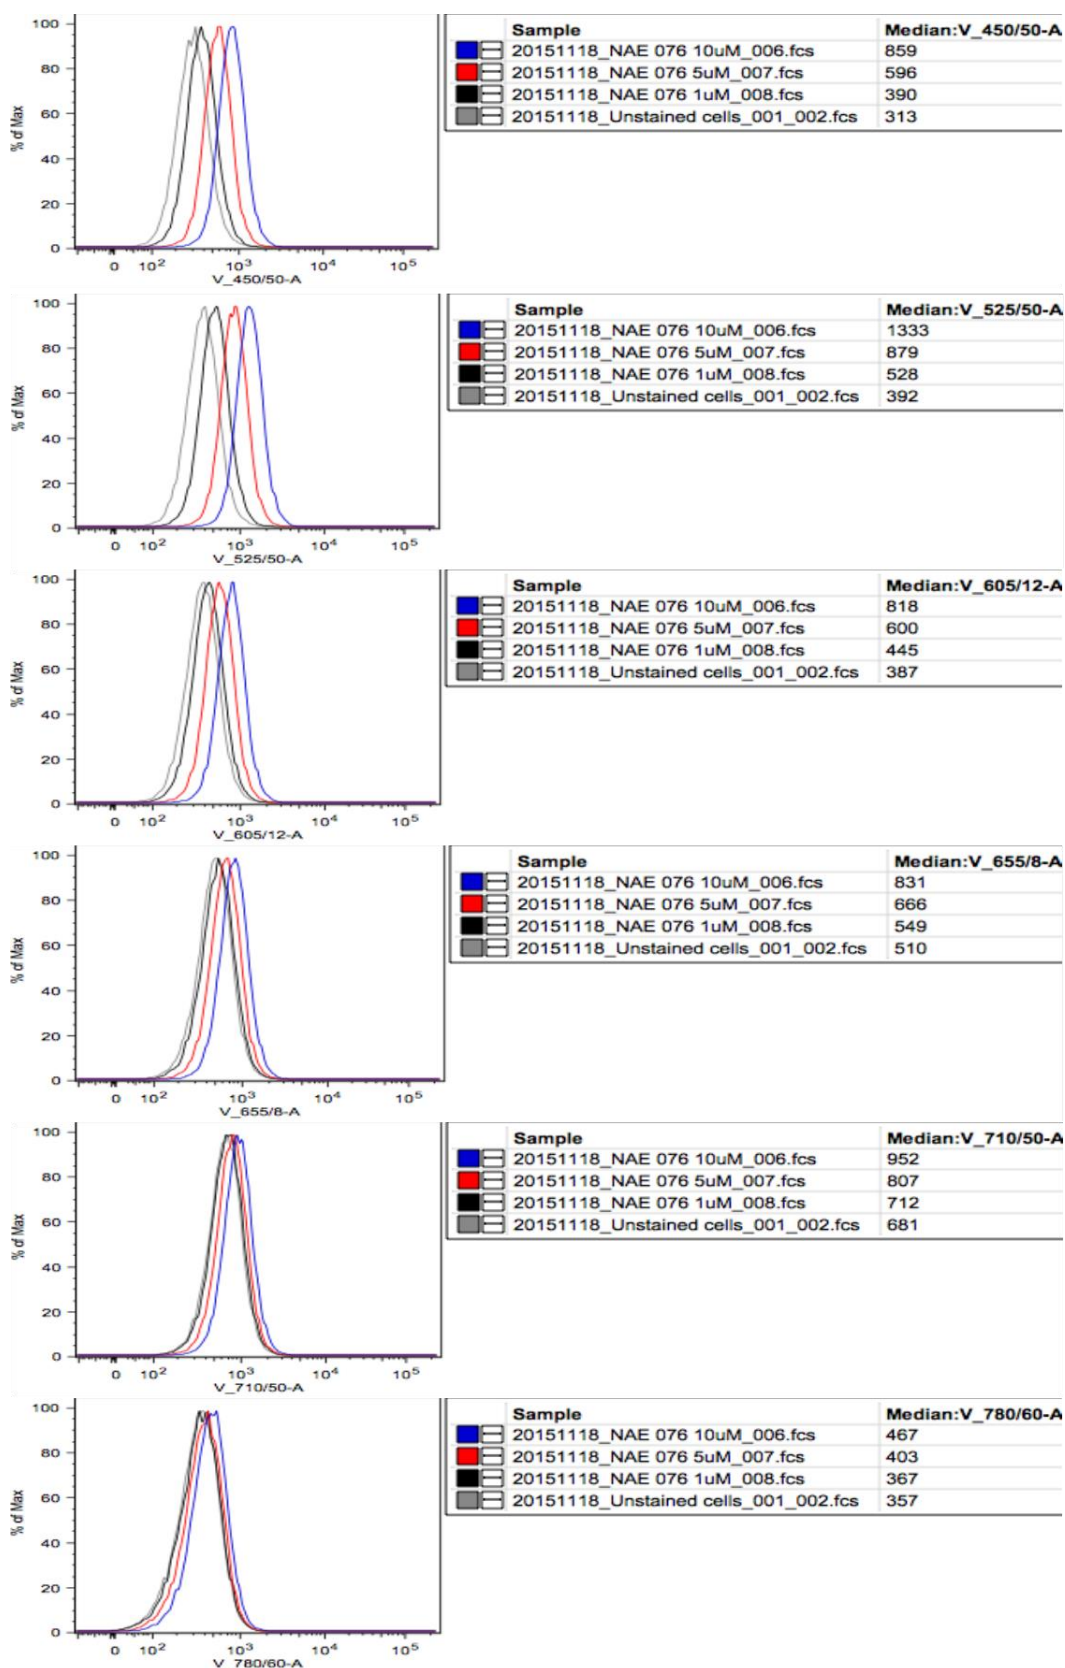 Sample Median:V_450/50-A
20151118_NAE 076 10uM_006.fcs 859
20151118_NAE 076 5uM_007.fcs 596
20151118_NAE 076 1uM_008.fcs 390
20151118_Unstained cells_001_002.fcs 313
100
80
60
40
20
0
% of Max
0 10² 10³ 10⁴ 10⁵
V_450/50-A
Sample Median:V_525/50-A
20151118_NAE 076 10uM_006.fcs 1333
20151118_NAE 076 5uM_007.fcs 879
20151118_NAE 076 1uM_008.fcs 528
20151118_Unstained cells_001_002.fcs 392
100
80
60
40
20
0
% of Max
0 10² 10³ 10⁴ 10⁵
V_525/50-A
Sample Median:V_605/12-A
20151118_NAE 076 10uM_006.fcs 818
20151118_NAE 076 5uM_007.fcs 600
20151118_NAE 076 1uM_008.fcs 445
20151118_Unstained cells_001_002.fcs 387
100
80
60
40
20
0
% of Max
0 10² 10³ 10⁴ 10⁵
V_605/12-A
Sample Median:V_655/8-A
20151118_NAE 076 10uM_006.fcs 831
20151118_NAE 076 5uM_007.fcs 666
20151118_NAE 076 1uM_008.fcs 549
20151118_Unstained cells_001_002.fcs 510
100
80
60
40
20
0
% of Max
0 10² 10³ 10⁴ 10⁵
V_655/8-A
Sample Median:V_710/50-A
20151118_NAE 076 10uM_006.fcs 952
20151118_NAE 076 5uM_007.fcs 807
20151118_NAE 076 1uM_008.fcs 712
20151118_Unstained cells_001_002.fcs 681
100
80
60
40
20
0
% of Max
0 10² 10³ 10⁴ 10⁵
V_710/50-A
Sample Median:V_780/60-A
20151118_NAE 076 10uM_006.fcs 467
20151118_NAE 076 5uM_007.fcs 403
20151118_NAE 076 1uM_008.fcs 367
20151118_Unstained cells_001_002.fcs 357
100
80
60
40
20
0
% of Max
0 10² 10³ 10⁴ 10⁵
V_780/60-A